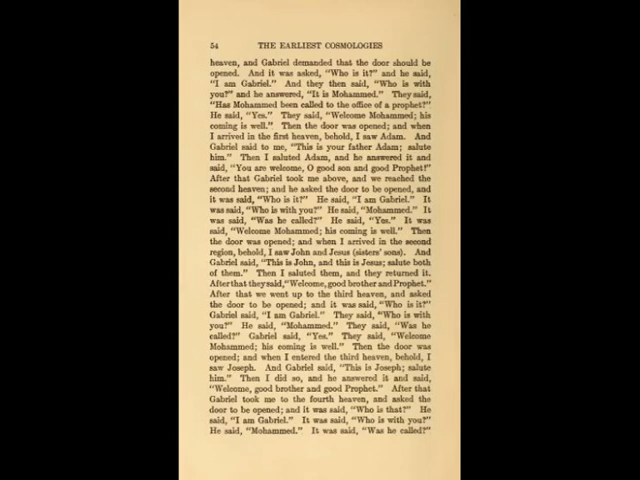 54 THE EARLIEST COSMOLOGIES
heaven, and Gabriel demanded that the door should be
opened. And it was asked, "Who is it?" and he said,
"I am Gabriel." And they then said, "Who is with
you?" and he answered, "It is Mohammed." They said,
"Has Mohammed been called to the office of a prophet?"
He said, "Yes." They said, "Welcome Mohammed; his
coming is well." Then the door was opened; and when
I arrived in the first heaven, behold, I saw Adam. And
Gabriel said to me, "This is your father Adam; salute
him." Then I saluted Adam, and he answered it and
said, "You are welcome, O good son and good Prophet!"
After that Gabriel took me above, and we reached the
second heaven; and he asked the door to be opened, and
it was said, "Who is it?" He said, "I am Gabriel." It
was said, "Who is with you?" He said, "Mohammed." It
was said, "Was he called?" He said, "Yes." It was
said, "Welcome Mohammed; his coming is well." Then
the door was opened; and when I arrived in the second
region, behold, I saw John and Jesus (sisters' sons). And
Gabriel said, "This is John, and this is Jesus; salute both
of them." Then I saluted them, and they returned it.
After that they said, "Welcome, good brother and Prophet."
After that we went up to the third heaven, and asked
the door to be opened; and it was said, "Who is it?"
Gabriel said, "I am Gabriel." They said, "Who is with
you?" He said, "Mohammed." They said, "Was he
called?" Gabriel said, "Yes." They said, "Welcome
Mohammed; his coming is well." Then the door was
opened; and when I entered the third heaven, behold, I
saw Joseph. And Gabriel said, "This is Joseph; salute
him." Then I did so, and he answered it and said,
"Welcome, good brother and good Prophet." After that
Gabriel took me to the fourth heaven, and asked the
door to be opened; and it was said, "Who is that?" He
said, "I am Gabriel." It was said, "Who is with you?"
He said, "Mohammed." It was said, "Was he called?"